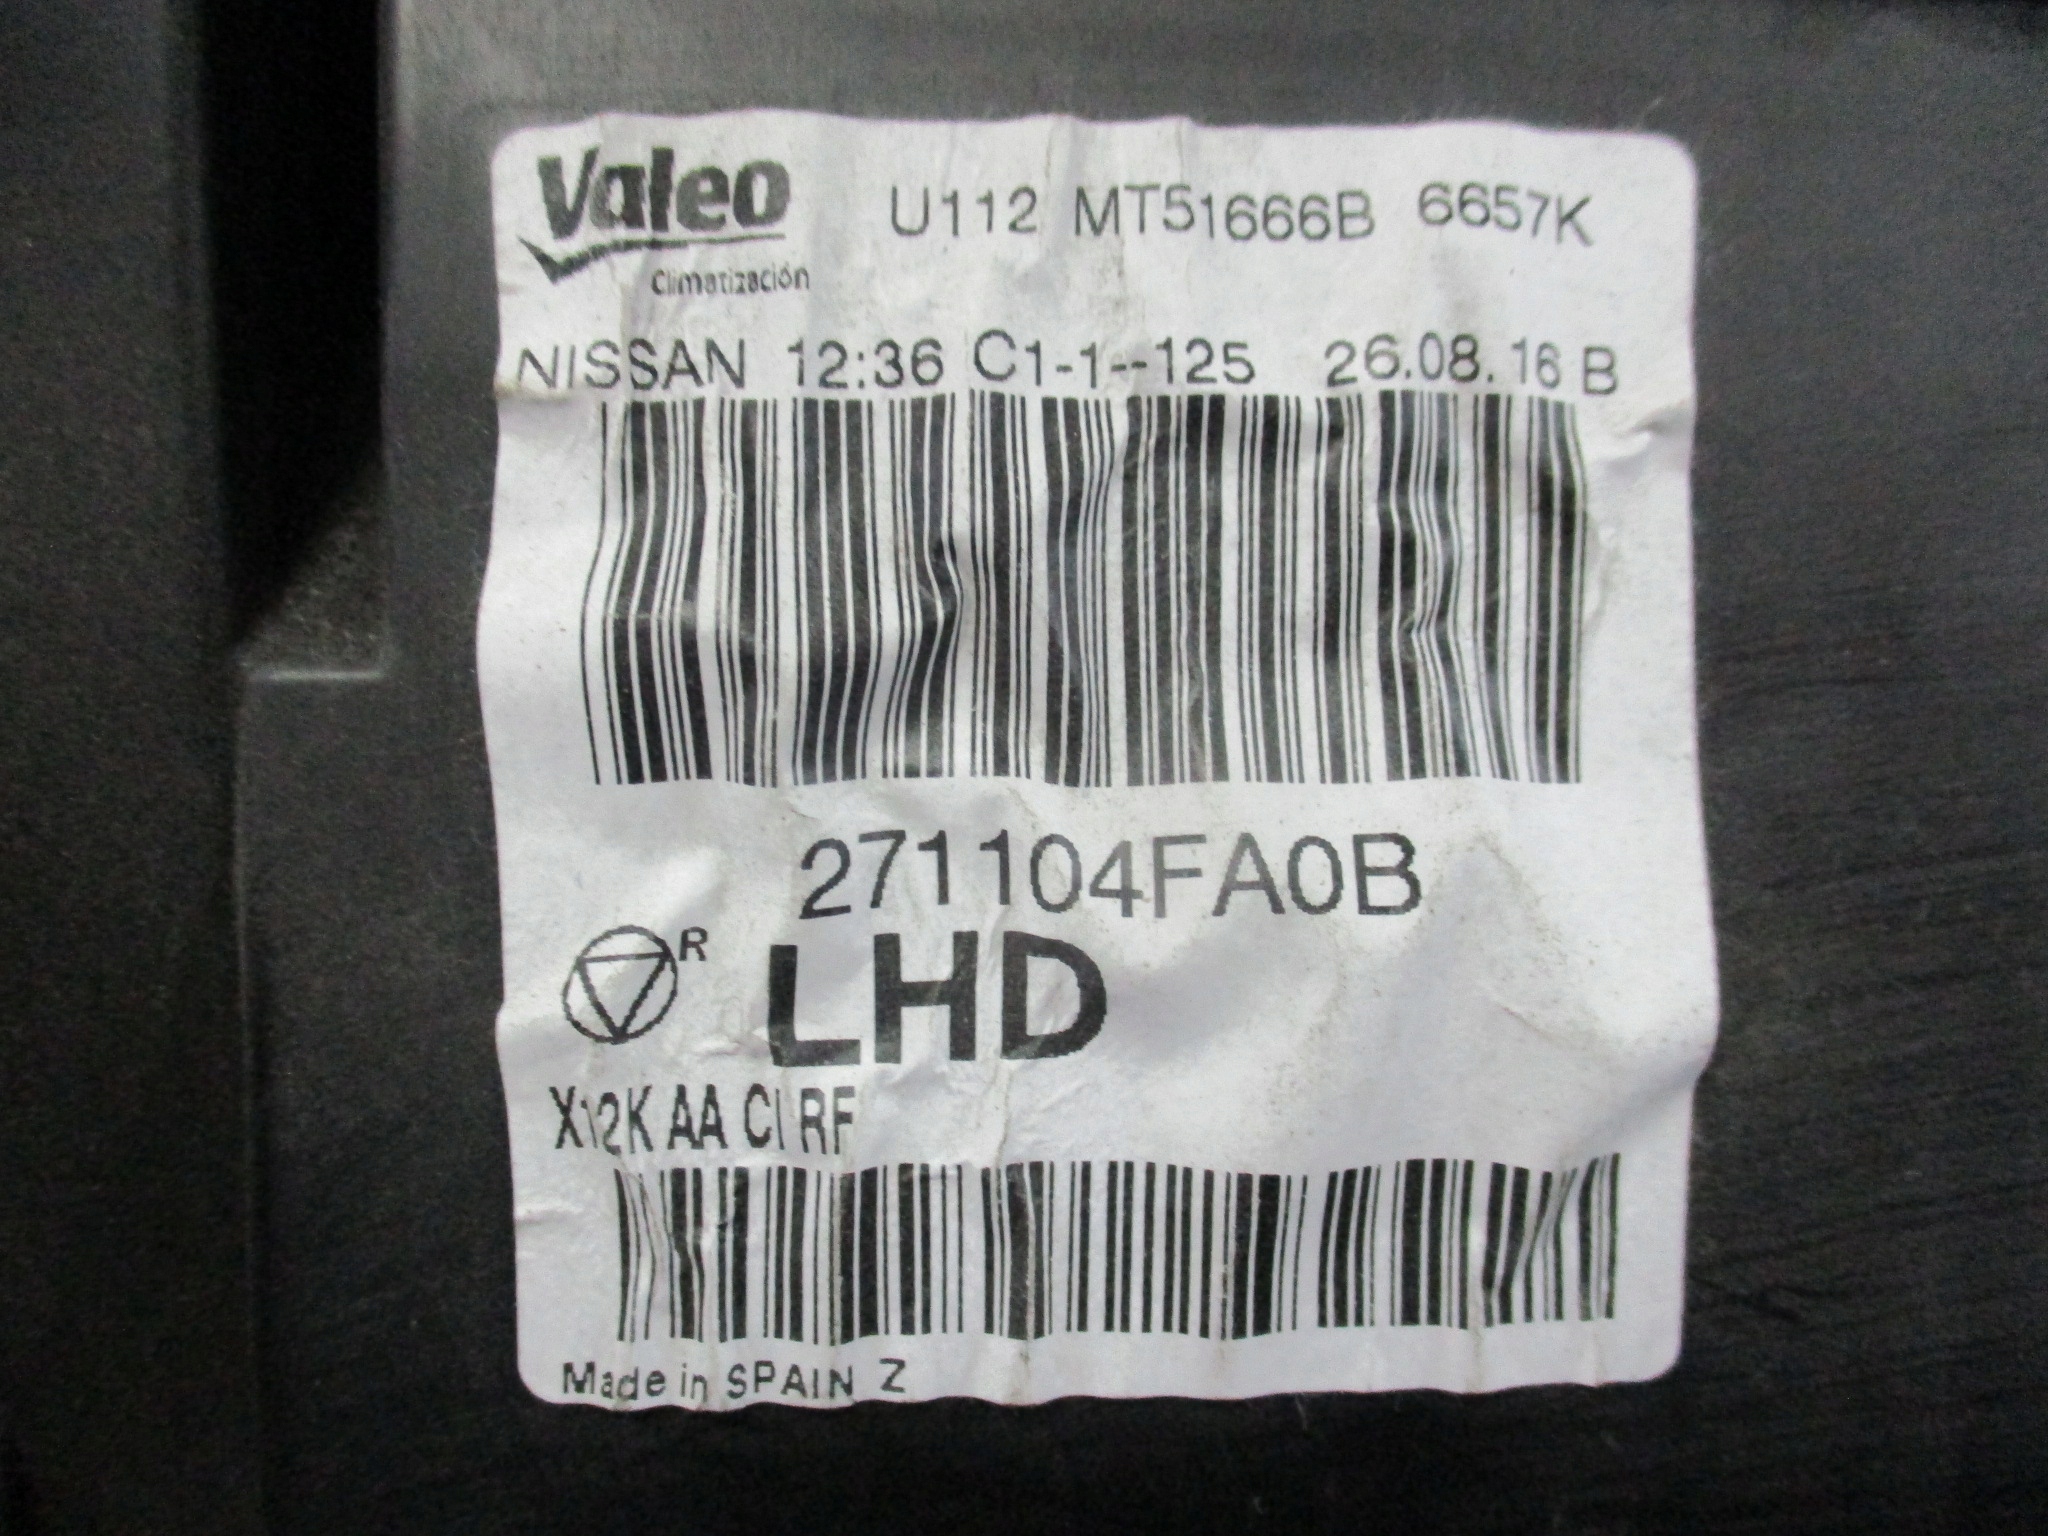 Valeo
Climatización
U112 MT51666B 6657K
NISSAN 12:36 C1-1--125 26.08.16 B
271104FA0B
R
LHD
X12K AA CI RF
Made in SPAIN Z